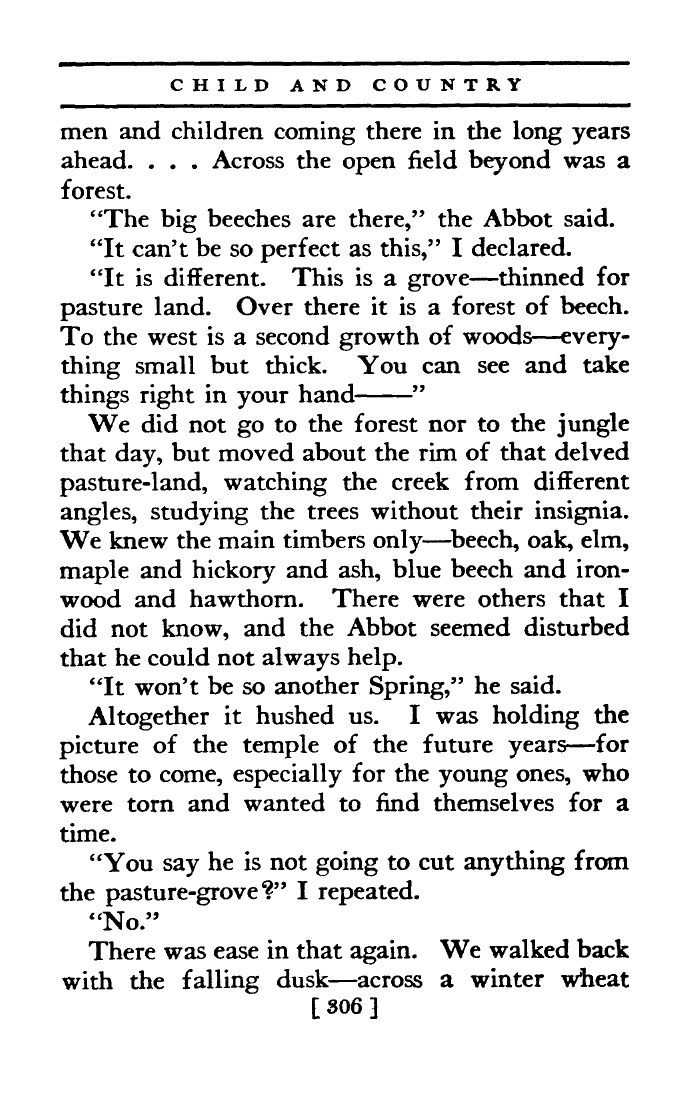 CHILD AND COUNTRY
men and children coming there in the long years
ahead. . . . Across the open field beyond was a
forest.
“The big beeches are there,” the Abbot said.
“It can’t be so perfect as this,” I declared.
“It is different. This is a grove—thinned for
pasture land. Over there it is a forest of beech.
To the west is a second growth of woods—every-
thing small but thick. You can see and take
things right in your hand——”
We did not go to the forest nor to the jungle
that day, but moved about the rim of that delved
pasture-land, watching the creek from different
angles, studying the trees without their insignia.
We knew the main timbers only—beech, oak, elm,
maple and hickory and ash, blue beech and iron-
wood and hawthorn. There were others that I
did not know, and the Abbot seemed disturbed
that he could not always help.
“It won’t be so another Spring,” he said.
Altogether it hushed us. I was holding the
picture of the temple of the future years—for
those to come, especially for the young ones, who
were torn and wanted to find themselves for a
time.
“You say he is not going to cut anything from
the pasture-grove?” I repeated.
“No.”
There was ease in that again. We walked back
with the falling dusk—across a winter wheat
[ 306 ]